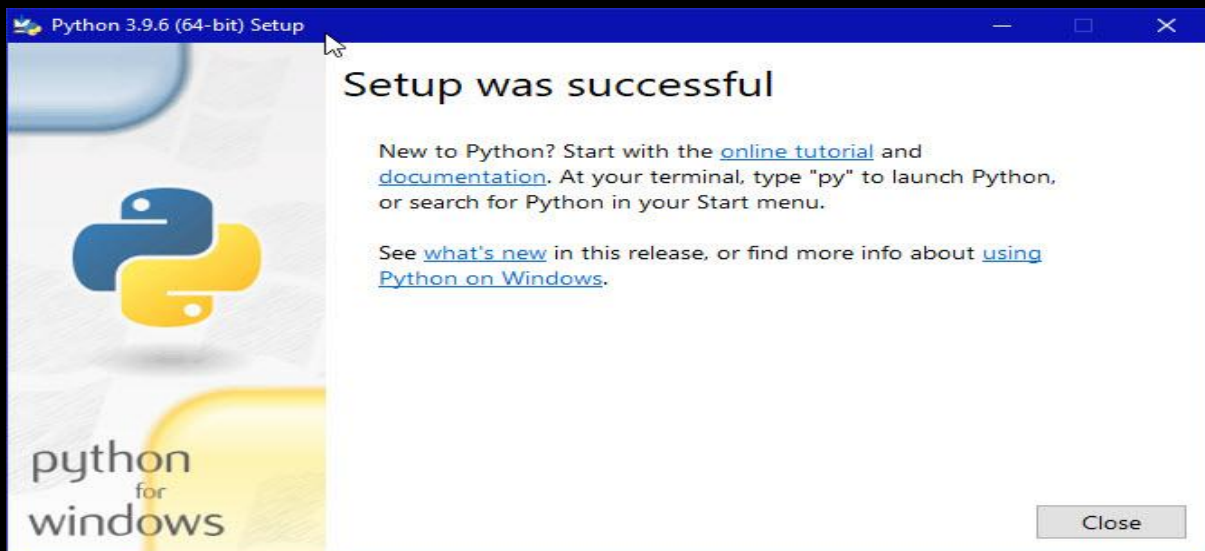 Python 3.9.6 (64-bit) Setup
Setup was successful
New to Python? Start with the online tutorial and
documentation. At your terminal, type "py" to launch Python,
or search for Python in your Start menu.
See what's new in this release, or find more info about using
Python on Windows.
python
for
windows
Close